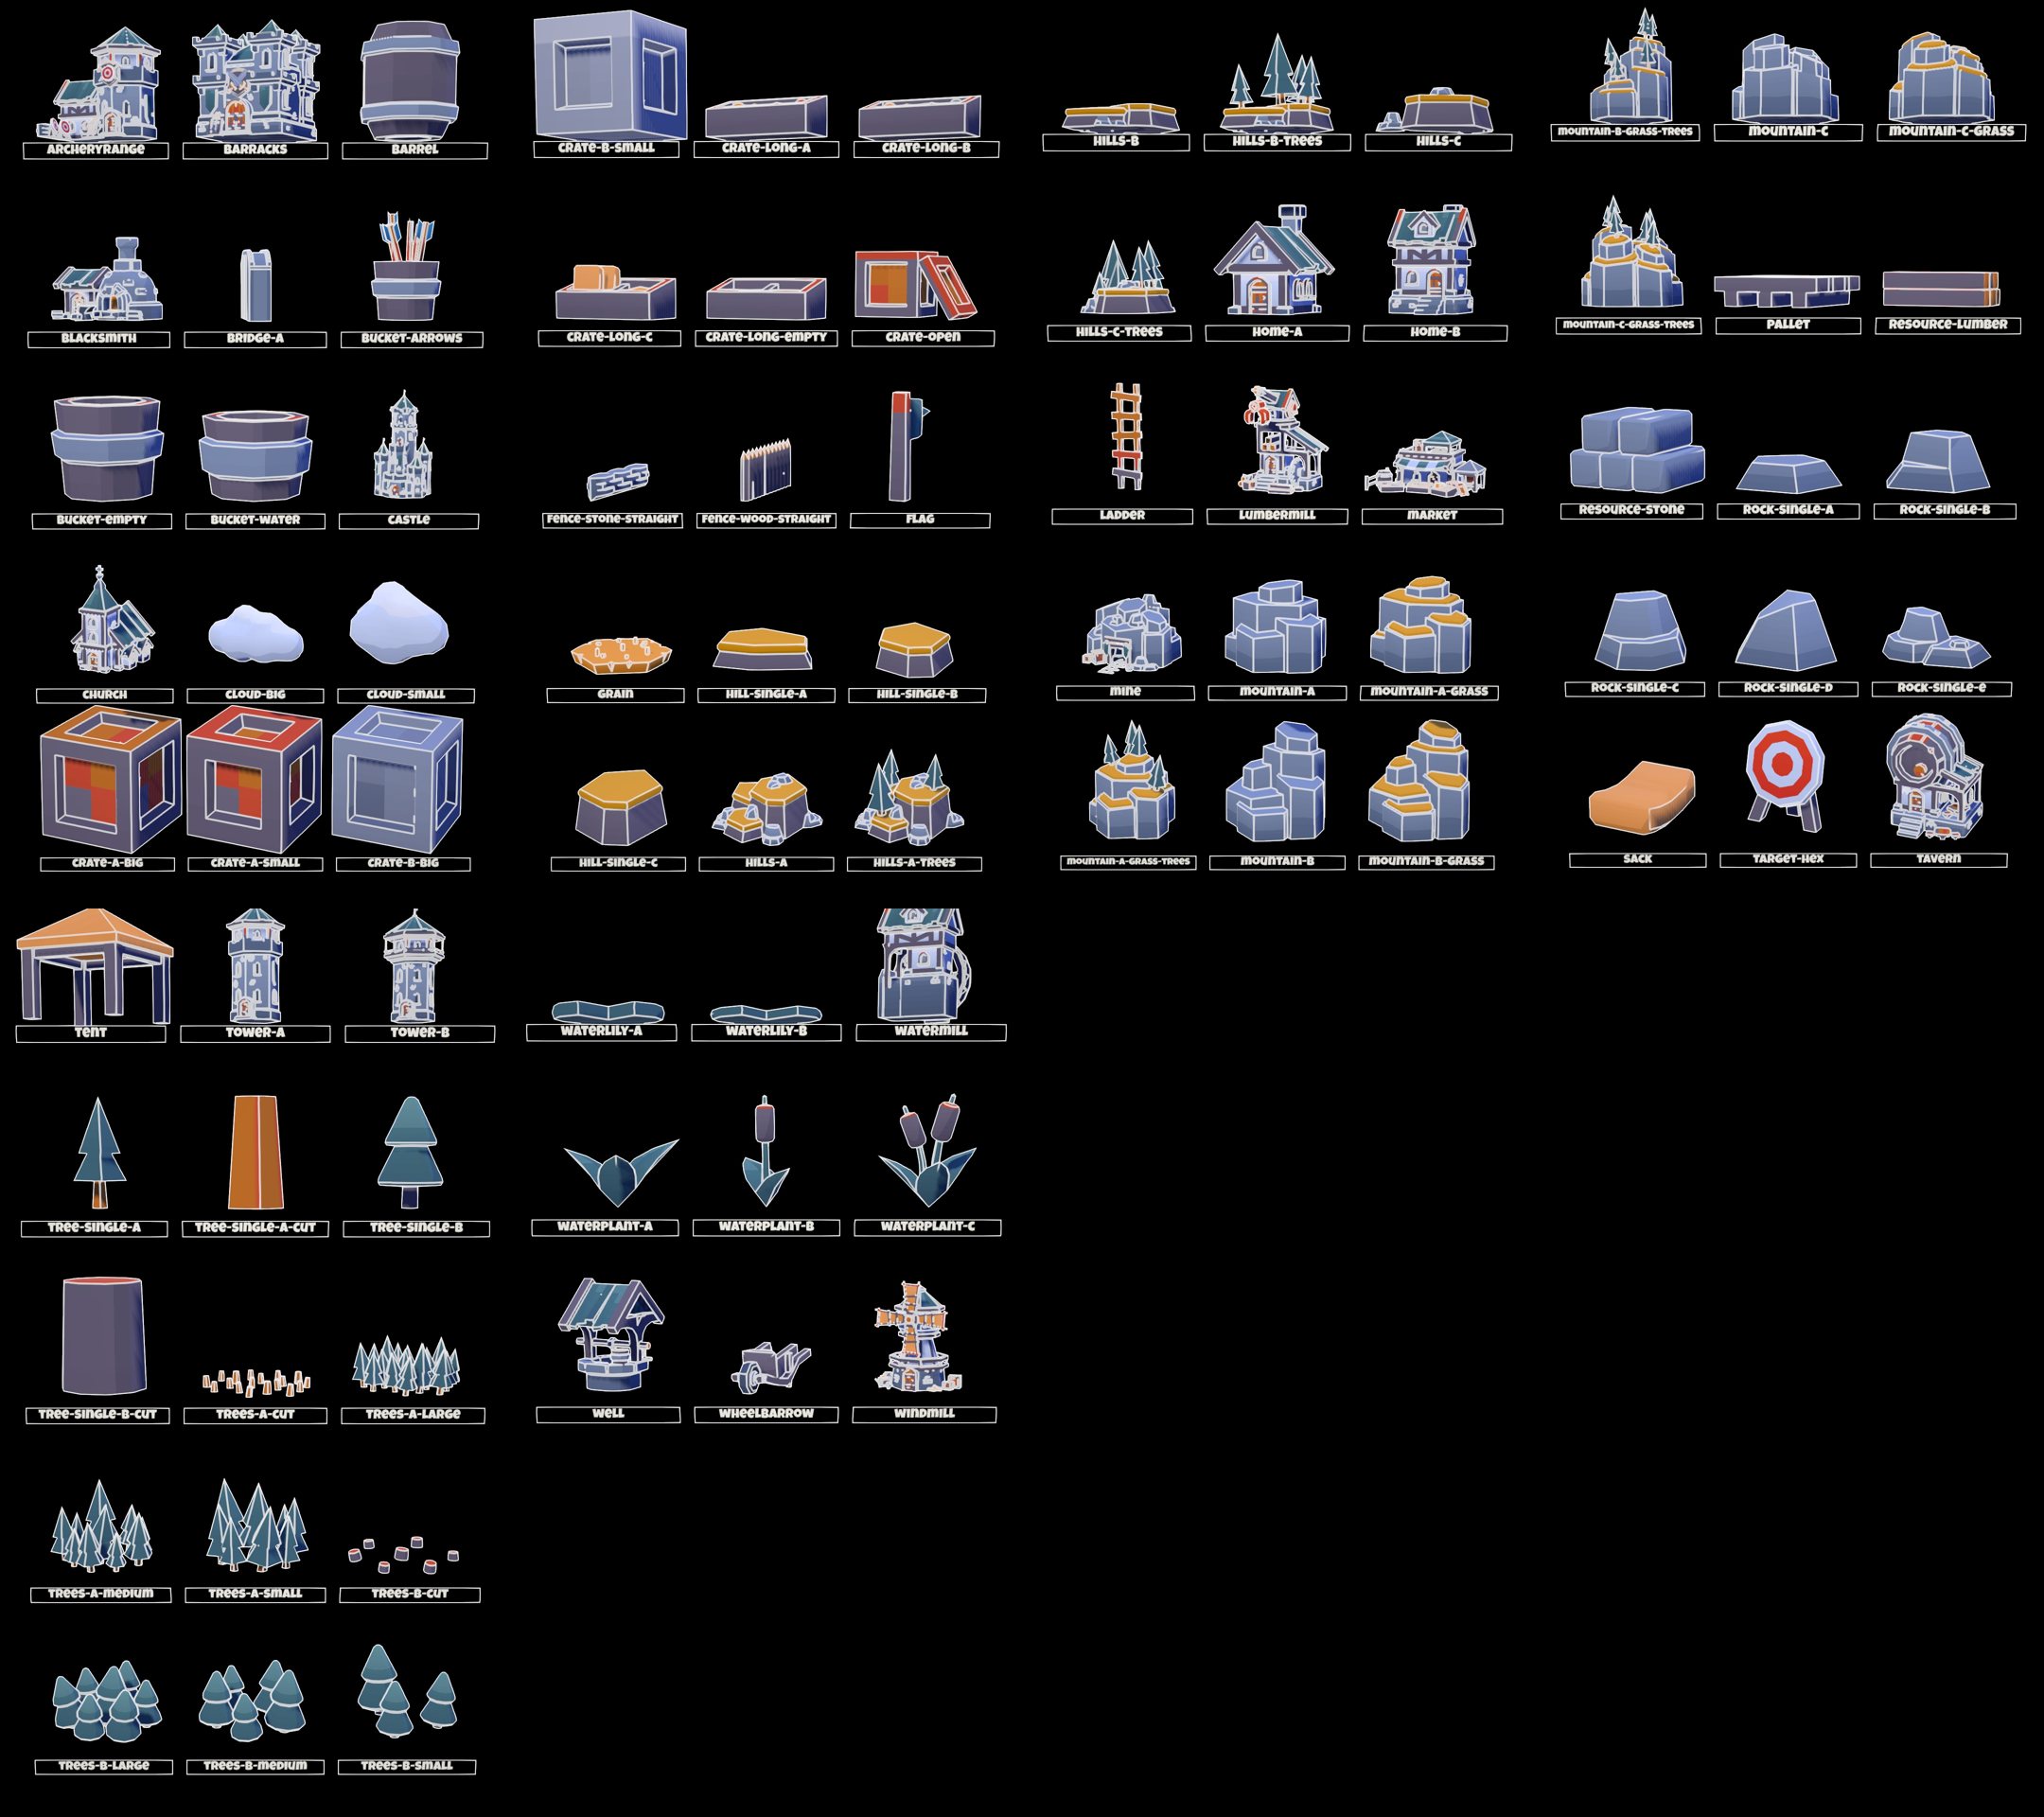 ARCHERYRANGE
BARRACKS
BARREL
CRATE-B-SMALL
CRATE-LONG-A
CRATE-LONG-B
HILLS-B
HILLS-B-TREES
HILLS-C
MOUNTAIN-B-GRASS-TREES
MOUNTAIN-C
MOUNTAIN-C-GRASS
BLACKSMITH
BRIDGE-A
BUCKET-ARROWS
CRATE-LONG-C
CRATE-LONG-EMPTY
CRATE-OPEN
HILLS-C-TREES
HOME-A
HOME-B
MOUNTAIN-C-GRASS-TREES
PALLET
RESOURCE-LUMBER
BUCKET-EMPTY
BUCKET-WATER
CASTLE
FENCE-STONE-STRAIGHT
FENCE-WOOD-STRAIGHT
FLAG
LADDER
LUMBERMILL
MARKET
RESOURCE-STONE
ROCK-SINGLE-A
ROCK-SINGLE-B
CHURCH
CLOUD-BIG
CLOUD-SMALL
GRAIN
HILL-SINGLE-A
HILL-SINGLE-B
MINE
MOUNTAIN-A
MOUNTAIN-A-GRASS
ROCK-SINGLE-C
ROCK-SINGLE-D
ROCK-SINGLE-E
CRATE-A-BIG
CRATE-A-SMALL
CRATE-B-BIG
HILL-SINGLE-C
HILLS-A
HILLS-A-TREES
MOUNTAIN-A-GRASS-TREES
MOUNTAIN-B
MOUNTAIN-B-GRASS
SACK
TARGET-HEX
TAVERN
TENT
TOWER-A
TOWER-B
WATERLILY-A
WATERLILY-B
WATERMILL
TREE-SINGLE-A
TREE-SINGLE-A-CUT
TREE-SINGLE-B
WATERPLANT-A
WATERPLANT-B
WATERPLANT-C
TREE-SINGLE-B-CUT
TREES-A-CUT
TREES-A-LARGE
WELL
WHEELBARROW
WINDMILL
TREES-A-MEDIUM
TREES-A-SMALL
TREES-B-CUT
TREES-B-LARGE
TREES-B-MEDIUM
TREES-B-SMALL